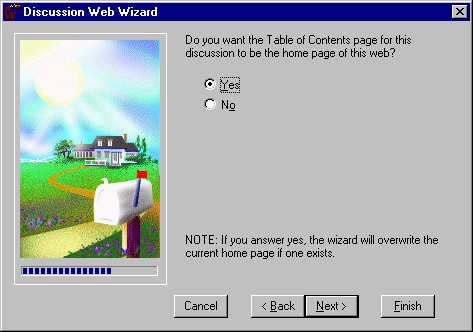 Discussion Web Wizard
Do you want the Table of Contents page for this
discussion to be the home page of this web?
Yes
No
NOTE: If you answer yes, the wizard will overwrite the
current home page if one exists.
Cancel
< Back
Next >
Finish